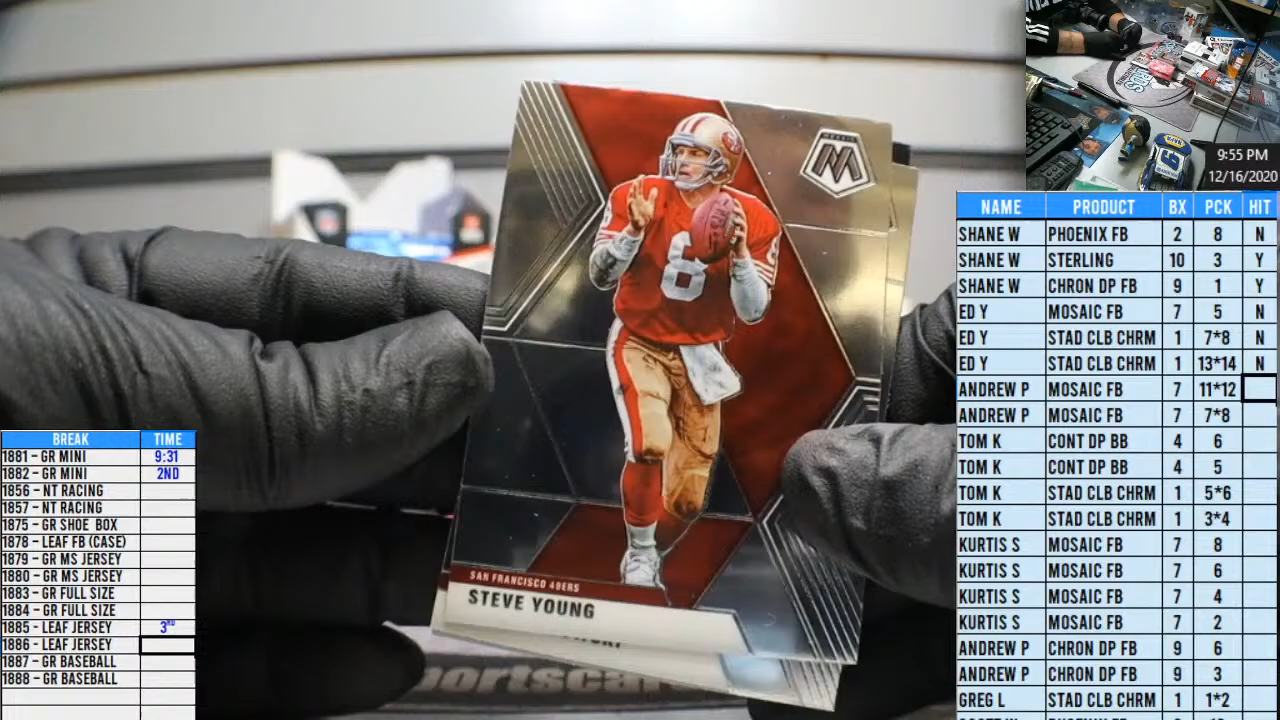 9:55 PM
12/16/2020
NAME PRODUCT BX PCK HIT
SHANE W PHOENIX FB 2 8 N
SHANE W STERLING 10 3 Y
SHANE W CHRON DP FB 9 1 Y
ED Y MOSAIC FB 7 5 N
ED Y STAD CLB CHRM 1 7*8 N
ED Y STAD CLB CHRM 1 13*14 N
ANDREW P MOSAIC FB 7 11*12
ANDREW P MOSAIC FB 7 7*8
TOM K CONT DP BB 4 6
TOM K CONT DP BB 4 5
TOM K STAD CLB CHRM 1 5*6
TOM K STAD CLB CHRM 1 3*4
KURTIS S MOSAIC FB 7 8
KURTIS S MOSAIC FB 7 6
KURTIS S MOSAIC FB 7 4
KURTIS S MOSAIC FB 7 2
ANDREW P CHRON DP FB 9 6
ANDREW P CHRON DP FB 9 3
GREG L STAD CLB CHRM 1 1*2
MOSAIC
M
8
SAN FRANCISCO 49ERS
STEVE YOUNG
BREAK TIME
1881 - GR MINI 9:31
1882 - GR MINI 2ND
1856 - NT RACING
1857 - NT RACING
1875 - GR SHOE BOX
1878 - LEAF FB (CASE)
1879 - GR MS JERSEY
1880 - GR MS JERSEY
1883 - GR FULL SIZE
1884 - GR FULL SIZE
1885 - LEAF JERSEY 3RD
1886 - LEAF JERSEY
1887 - GR BASEBALL
1888 - GR BASEBALL